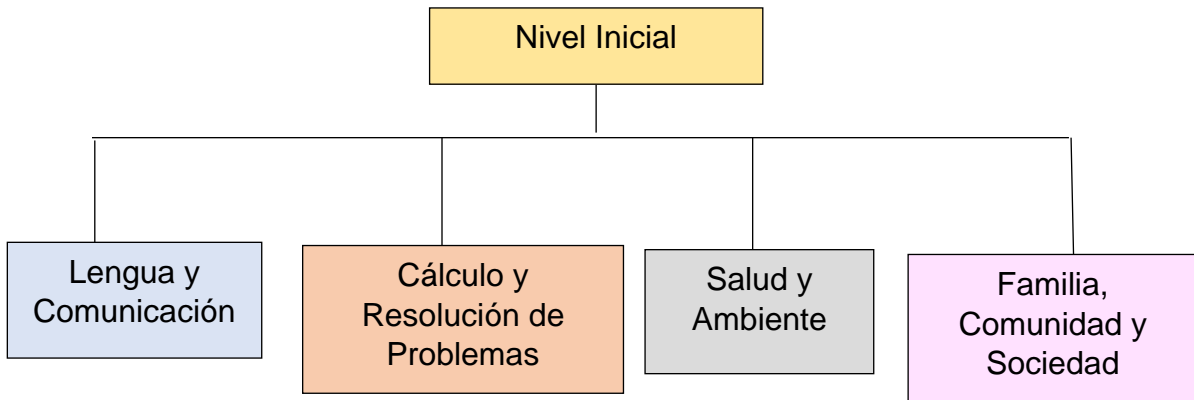 Nivel Inicial
Lengua y
Comunicación
Cálculo y
Resolución de
Problemas
Salud y
Ambiente
Familia,
Comunidad y
Sociedad